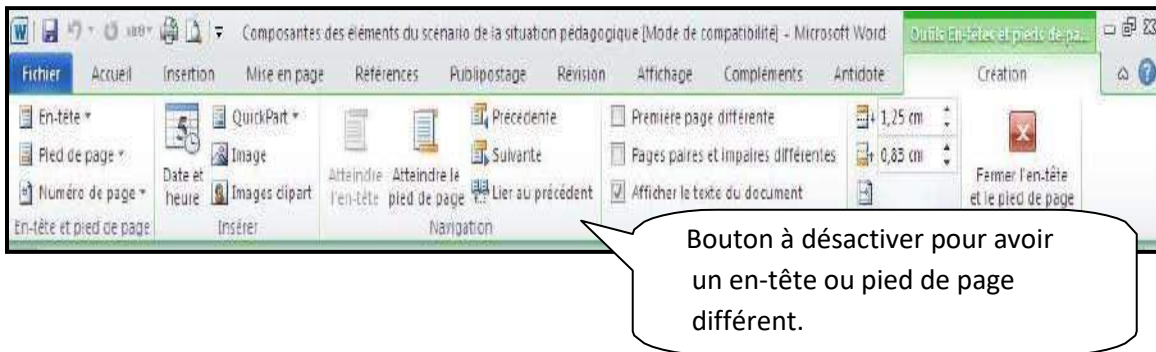 Composantes des éléments du scénario de la situation pédagogique [Mode de compatibilité] - Microsoft Word Outils En-têtes et pieds de pa...
Fichier Accueil Insertion Mise en page Références Publipostage Révision Affichage Compléments Antidote Création
En-tête QuickPart Précédente Première page différente 1,25 cm
Pied de page Image Suivante Pages paires et impaires différentes 0,83 cm
Numéro de page Date et heure Images clipart Atteindre l'en-tête Atteindre le pied de page Lier au précédent Afficher le texte du document Fermer l'en-tête et le pied de page
En-tête et pied de page Insérer Navigation
Bouton à désactiver pour avoir
un en-tête ou pied de page
différent.